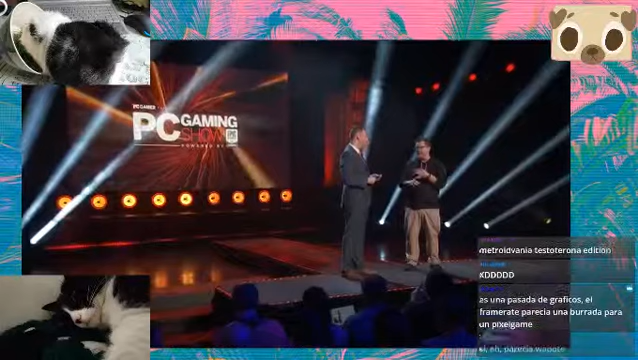 PC GAMER
PC GAMING
SHOW
POWERED BY
metroidvania testoterona edition
XDDDDD
as una pasada de graficos, el
framerate parecia una burrada para
un pixelgame